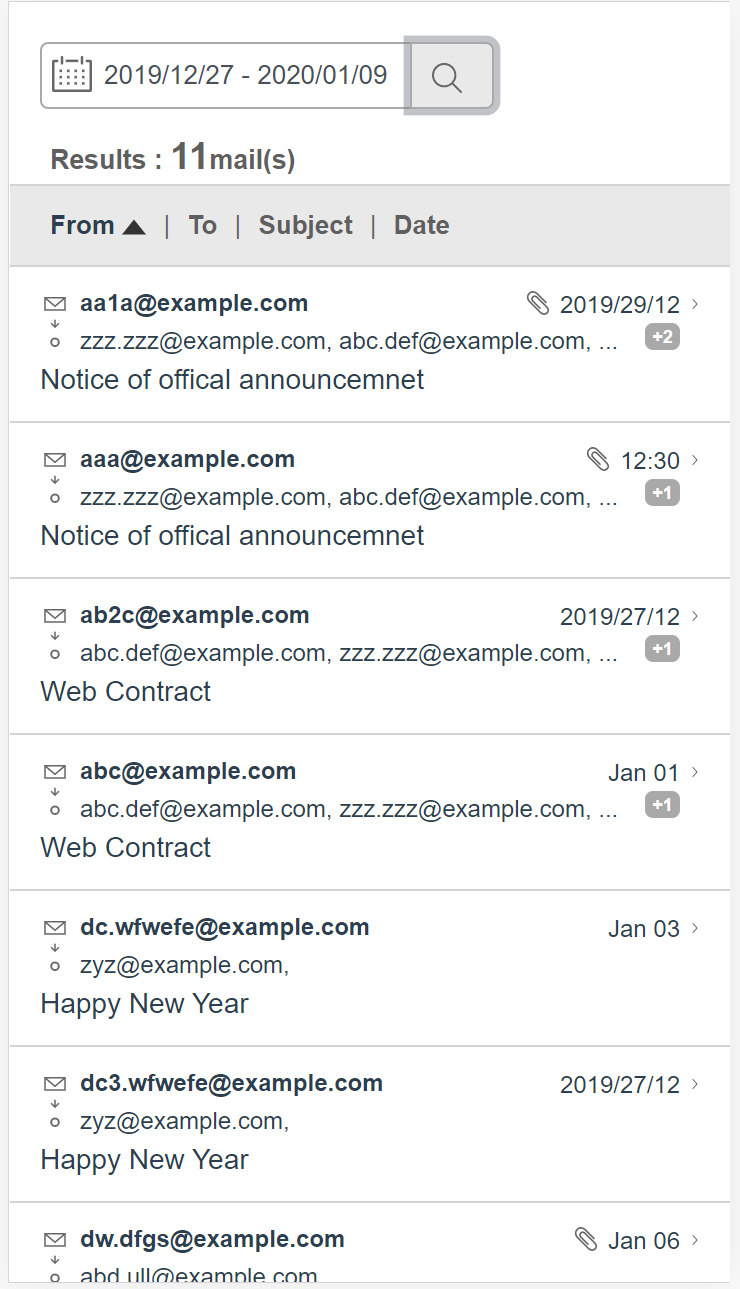 2019/12/27 - 2020/01/09
Results : 11mail(s)
From | To | Subject | Date
aa1a@example.com 2019/29/12
zzz.zzz@example.com, abc.def@example.com, ... +2
Notice of offical announcemnet
aaa@example.com 12:30
zzz.zzz@example.com, abc.def@example.com, ... +1
Notice of offical announcemnet
ab2c@example.com 2019/27/12
abc.def@example.com, zzz.zzz@example.com, ... +1
Web Contract
abc@example.com Jan 01
abc.def@example.com, zzz.zzz@example.com, ... +1
Web Contract
dc.wfwefe@example.com Jan 03
zyz@example.com,
Happy New Year
dc3.wfwefe@example.com 2019/27/12
zyz@example.com,
Happy New Year
dw.dfgs@example.com Jan 06
abd.ull@example.com